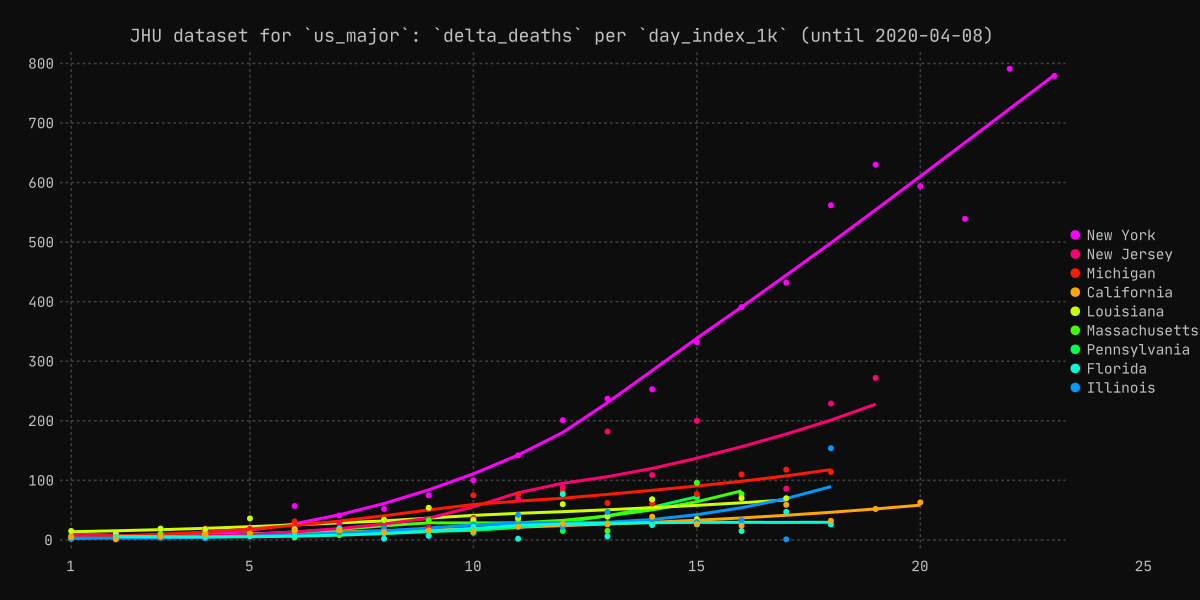 JHU dataset for `us_major`: `delta_deaths` per `day_index_1k` (until 2020-04-08)
800
700
600
500
400
300
200
100
0
1
5
10
15
20
25
New York
New Jersey
Michigan
California
Louisiana
Massachusetts
Pennsylvania
Florida
Illinois